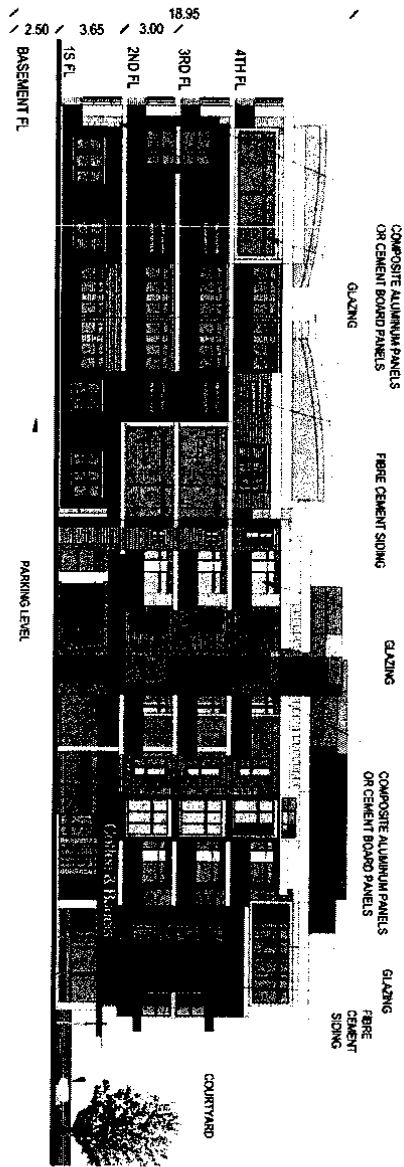 18.95
2.50
3.65
3.00
BASEMENT FL
1S FL
2ND FL
3RD FL
4TH FL
COMPOSITE ALUMINUM PANELS
OR CEMENT BOARD PANELS
GLAZING
FIBRE CEMENT SIDING
GLAZING
COMPOSITE ALUMINUM PANELS
OR CEMENT BOARD PANELS
GLAZING
FIBRE
CEMENT
SIDING
PARKING LEVEL
COURTYARD